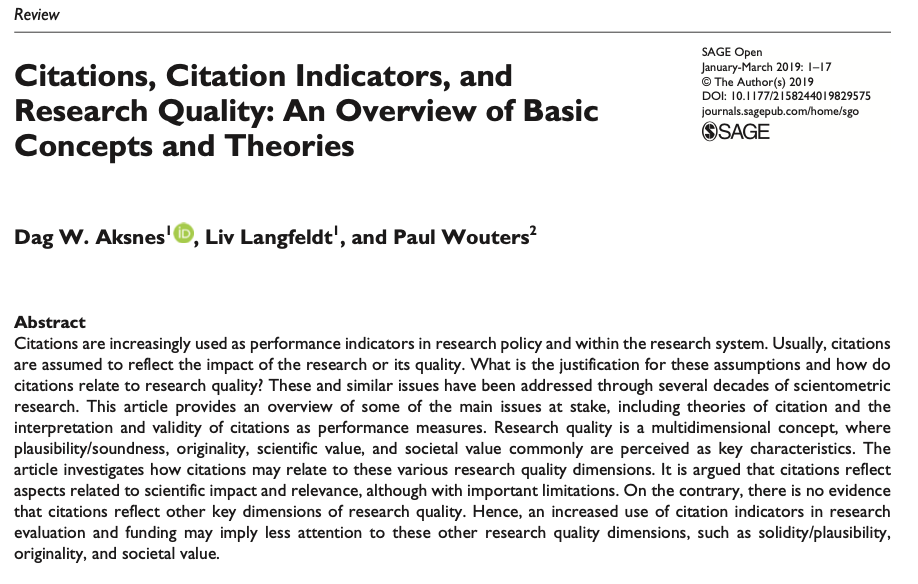 Review
SAGE Open
January-March 2019: 1–17
© The Author(s) 2019
DOI: 10.1177/2158244019829575
journals.sagepub.com/home/sgo
SAGE
Citations, Citation Indicators, and
Research Quality: An Overview of Basic
Concepts and Theories
Dag W. Aksnes1 iD, Liv Langfeldt1, and Paul Wouters2
Abstract
Citations are increasingly used as performance indicators in research policy and within the research system. Usually, citations
are assumed to reflect the impact of the research or its quality. What is the justification for these assumptions and how do
citations relate to research quality? These and similar issues have been addressed through several decades of scientometric
research. This article provides an overview of some of the main issues at stake, including theories of citation and the
interpretation and validity of citations as performance measures. Research quality is a multidimensional concept, where
plausibility/soundness, originality, scientific value, and societal value commonly are perceived as key characteristics. The
article investigates how citations may relate to these various research quality dimensions. It is argued that citations reflect
aspects related to scientific impact and relevance, although with important limitations. On the contrary, there is no evidence
that citations reflect other key dimensions of research quality. Hence, an increased use of citation indicators in research
evaluation and funding may imply less attention to these other research quality dimensions, such as solidity/plausibility,
originality, and societal value.